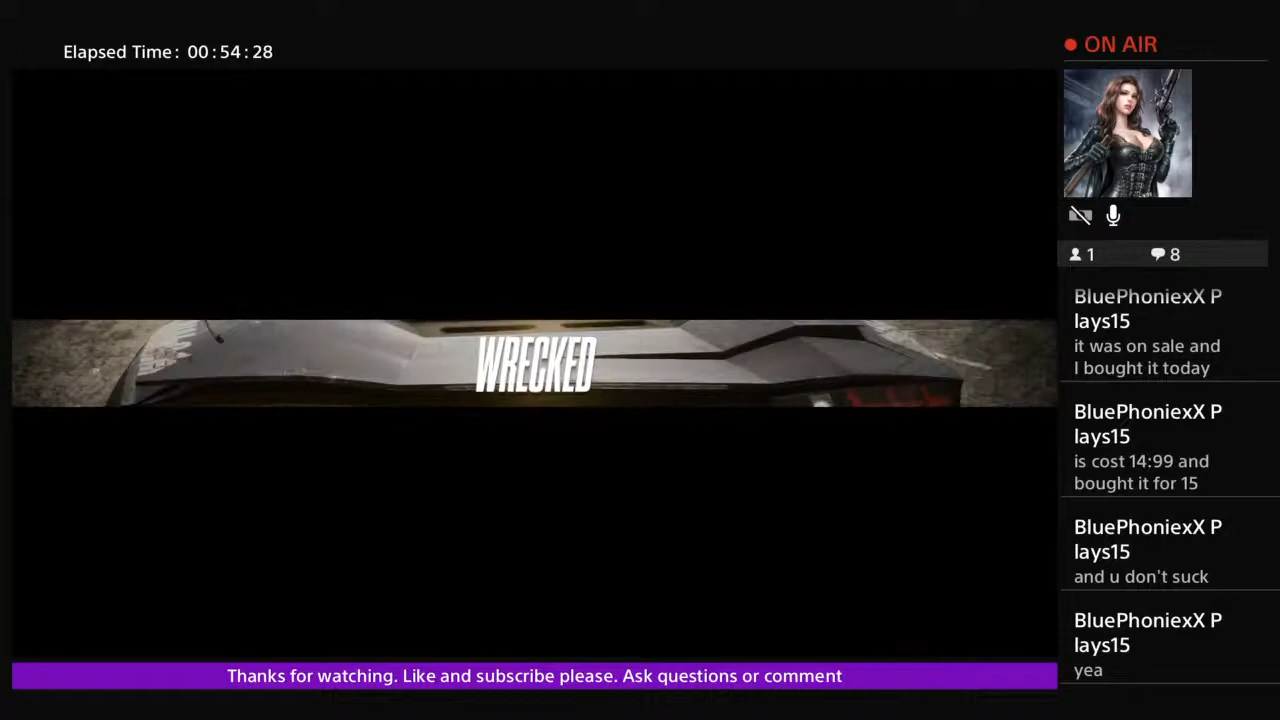 Elapsed Time: 00:54:28
ON AIR
1
8
BluePhoniexX P
lays15
it was on sale and
I bought it today
BluePhoniexX P
lays15
is cost 14:99 and
bought it for 15
BluePhoniexX P
lays15
and u don't suck
BluePhoniexX P
lays15
yea
WRECKED
Thanks for watching. Like and subscribe please. Ask questions or comment